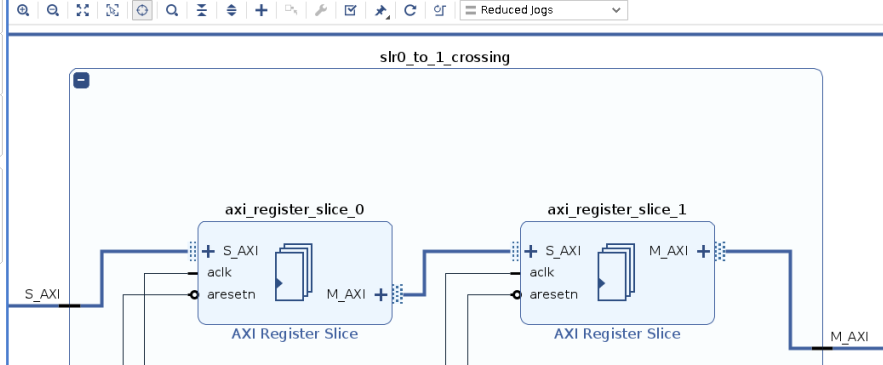 Reduced Jogs
slr0_to_1_crossing
axi_register_slice_0
axi_register_slice_1
S_AXI
M_AXI
S_AXI
aclk
aresetn
M_AXI
S_AXI
aclk
aresetn
M_AXI
AXI Register Slice
AXI Register Slice